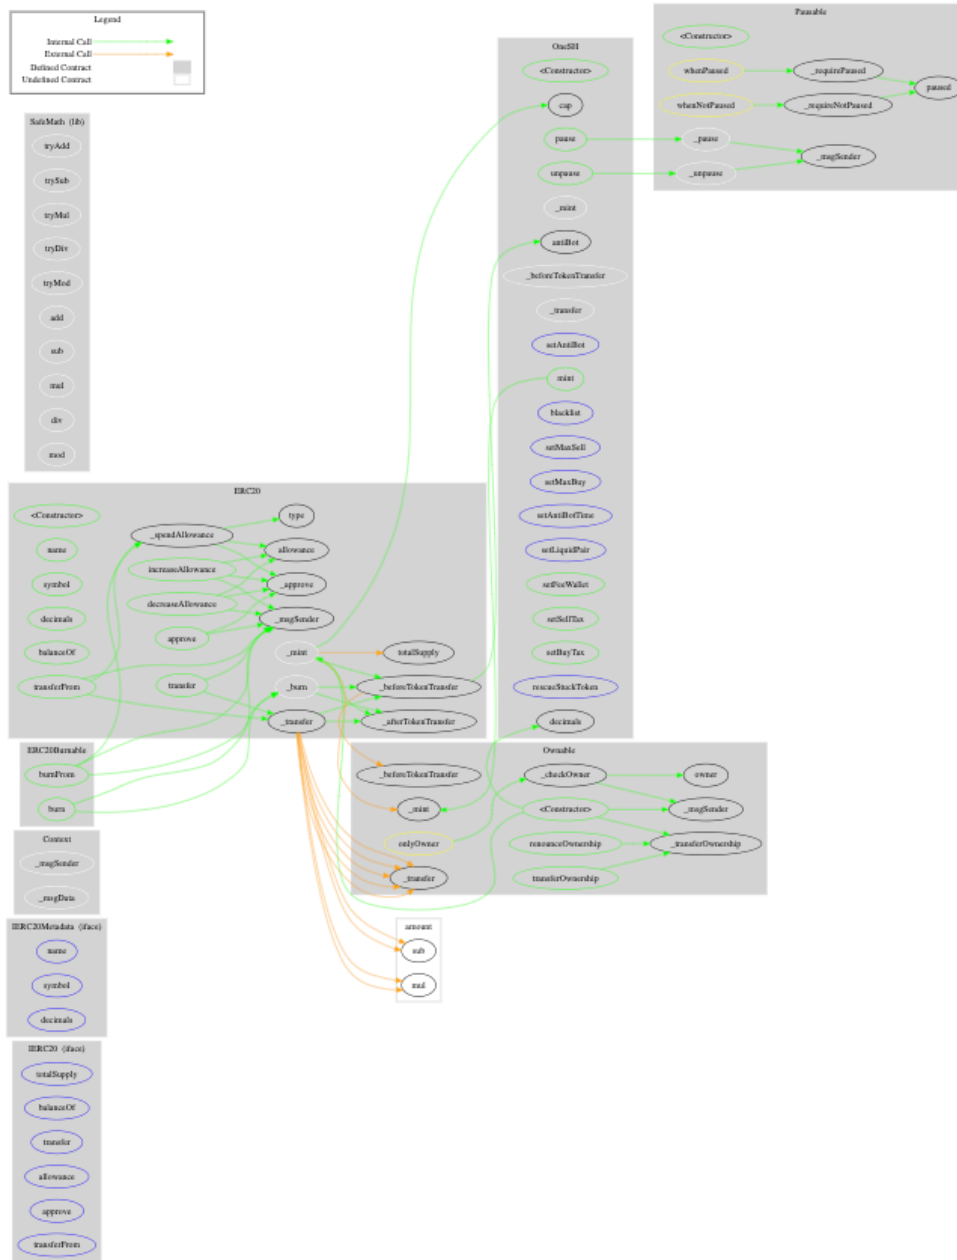 Legend
Internal Call
External Call
Defined Contract
Undefined Contract
SafeMath (lib)
tryAdd
trySub
tryMul
tryDiv
tryMod
add
sub
mul
div
mod
OneSH
<Constructor>
cap
pause
unpause
_mint
antiBot
_beforeTokenTransfer
_transfer
setAntiBot
mint
blacklist
setMaxSell
setMaxBuy
setAntiBotTime
setLiquidPair
setFeeWallet
setSellTax
setBuyTax
rescueStuckToken
decimals
Pausable
<Constructor>
whenPaused
_requirePaused
paused
whenNotPaused
_requireNotPaused
_pause
_msgSender
_unpause
ERC20
<Constructor>
name
symbol
decimals
balanceOf
transferFrom
_spendAllowance
increaseAllowance
decreaseAllowance
approve
transfer
type
allowance
_approve
_msgSender
_mint
_burn
_transfer
totalSupply
_beforeTokenTransfer
_afterTokenTransfer
ERC20Burnable
burnFrom
burn
Ownable
_beforeTokenTransfer
_mint
onlyOwner
_transfer
_checkOwner
<Constructor>
renounceOwnership
transferOwnership
owner
_msgSender
_transferOwnership
Context
_msgSender
_msgData
amount
sub
mul
IERC20Metadata (iface)
name
symbol
decimals
IERC20 (iface)
totalSupply
balanceOf
transfer
allowance
approve
transferFrom